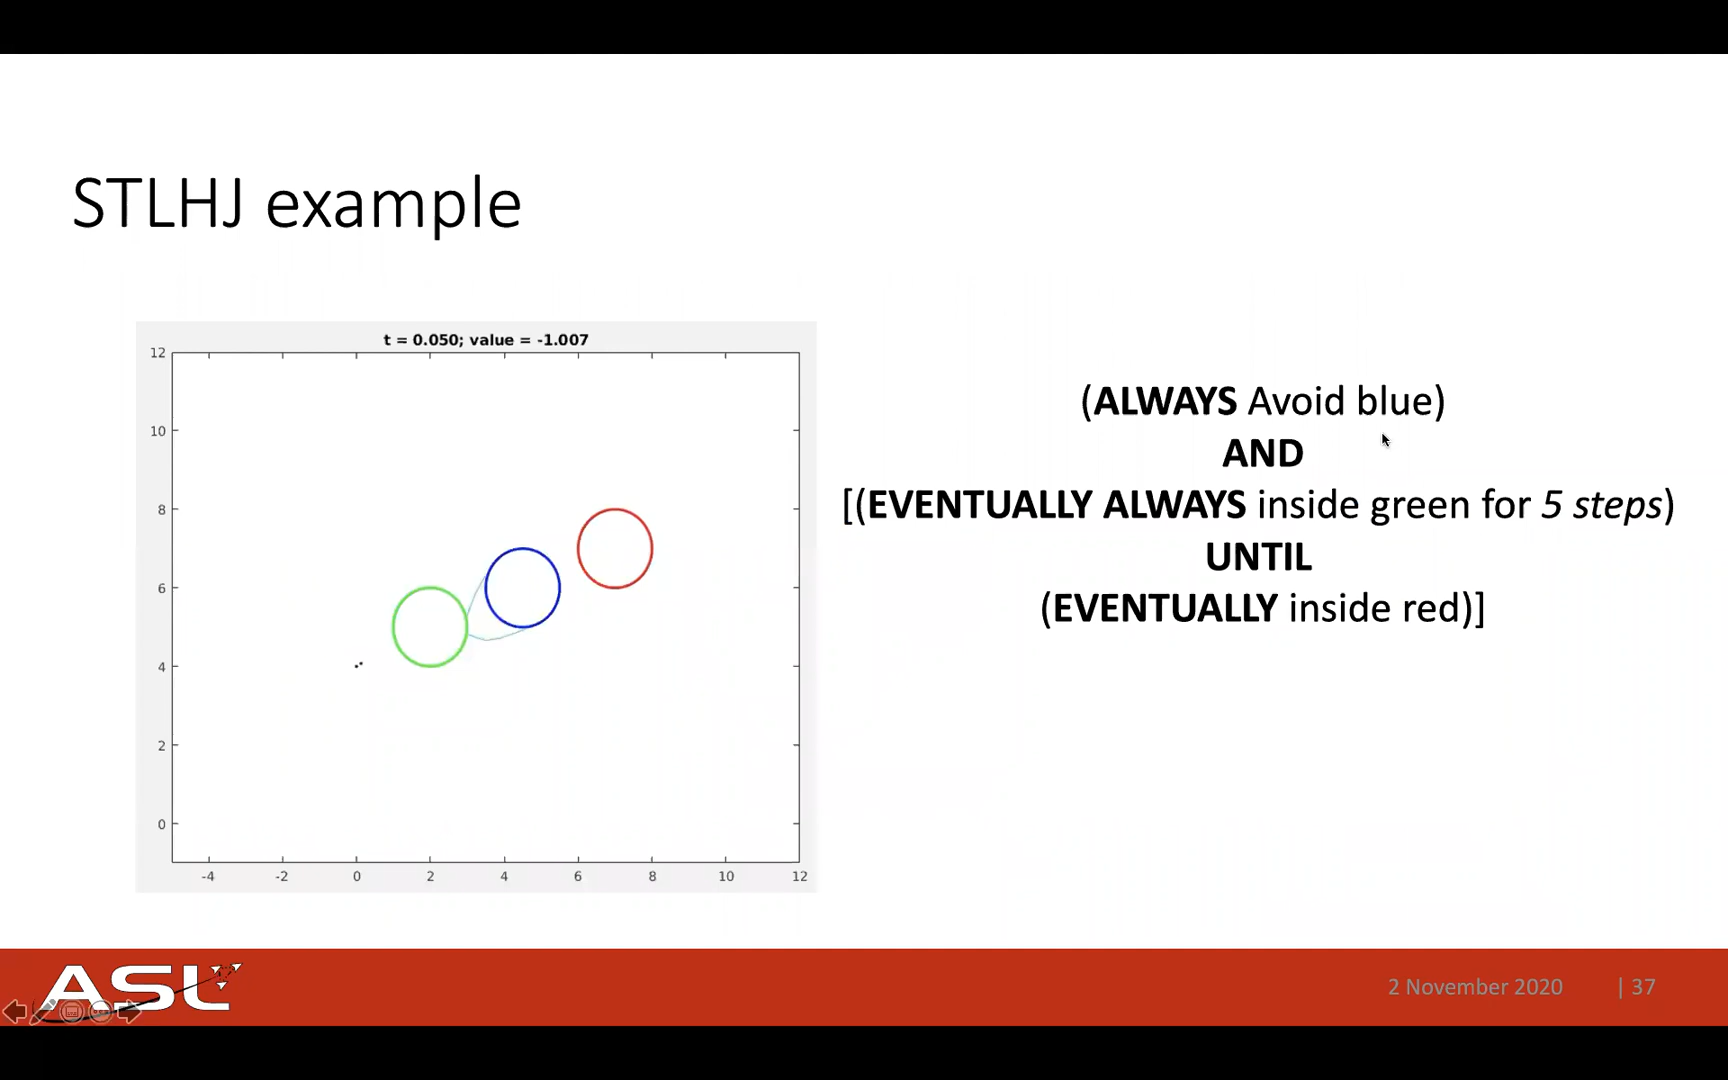 STLHJ example
t = 0.050; value = -1.007
12
10
8
6
4
2
0
-4 -2 0 2 4 6 8 10 12
(ALWAYS Avoid blue)
AND
[(EVENTUALLY ALWAYS inside green for 5 steps)
UNTIL
(EVENTUALLY inside red)]
ASL
2 November 2020 | 37